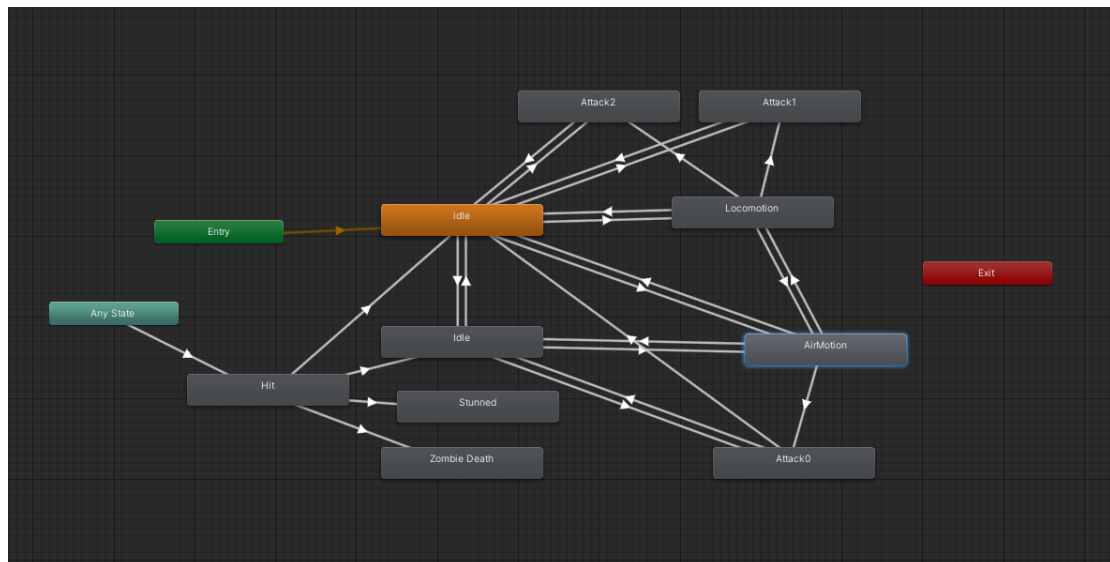 Attack2
Attack1
idle
Locomotion
Entry
Exit
Any State
Idle
AirMotion
Hit
Stunned
Zombie Death
Attack0